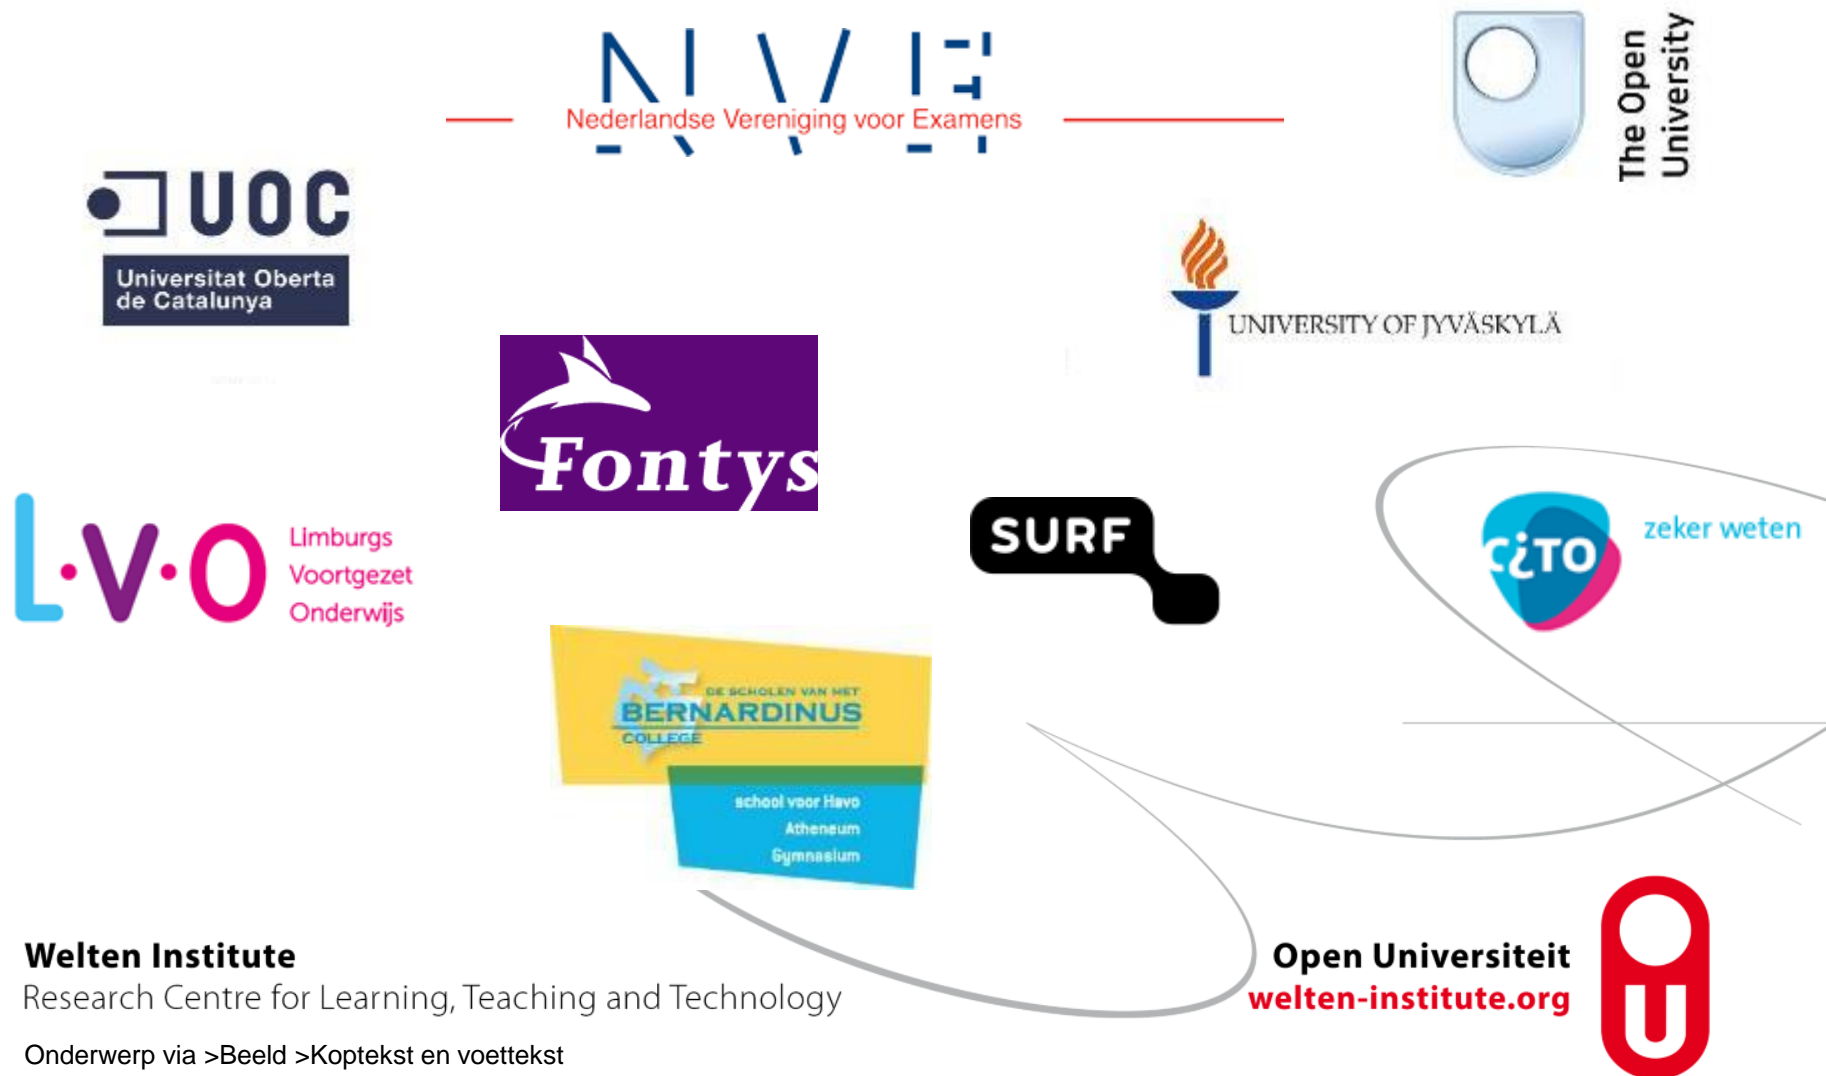 NVE
Nederlandse Vereniging voor Examens
The Open
University
UOC
Universitat Oberta
de Catalunya
UNIVERSITY OF JYVÄSKYLÄ
Fontys
L·V·O
Limburgs
Voortgezet
Onderwijs
SURF
CiTO
zeker weten
DE SCHOLEN VAN HET
BERNARDINUS
COLLEGE
school voor Havo
Atheneum
Gymnasium
Welten Institute
Research Centre for Learning, Teaching and Technology
Open Universiteit
welten-institute.org
U
Onderwerp via >Beeld >Koptekst en voettekst